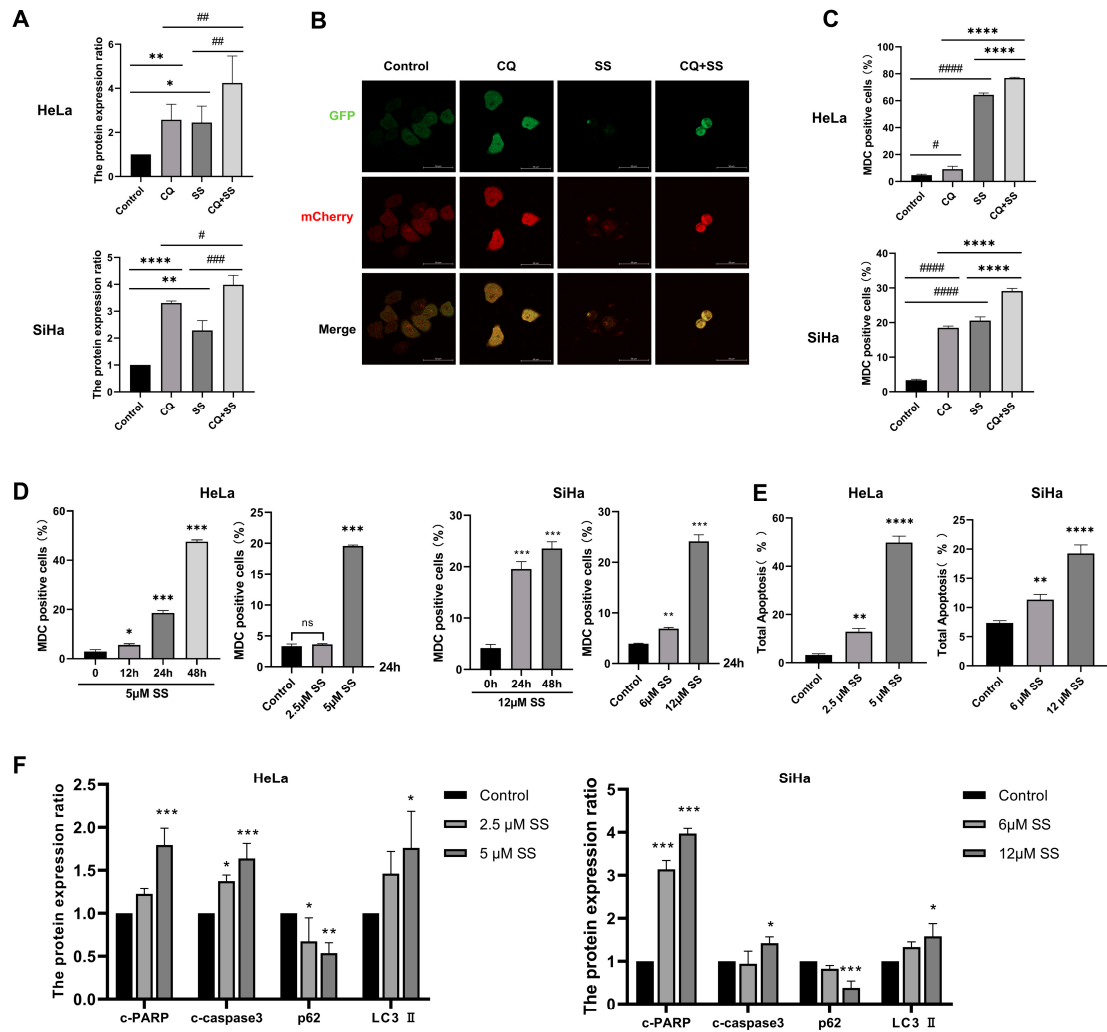 A
HeLa
The protein expression ratio
6
4
2
0
##
##
**
*
Control
CQ
SS
CQ+SS
SiHa
The protein expression ratio
5
4
3
2
1
0
#
****
###
**
Control
CQ
SS
CQ+SS
B
Control
CQ
SS
CQ+SS
GFP
mCherry
Merge
C
HeLa
MDC positive cells (%)
100
80
60
40
20
0
****
****
####
#
Control
CQ
SS
CQ+SS
SiHa
MDC positive cells (%)
40
30
20
10
0
****
####
****
####
Control
CQ
SS
CQ+SS
D
HeLa
MDC positive cells (%)
60
40
20
0
*
***
***
0
12h
24h
48h
5μM SS
MDC positive cells (%)
25
20
15
10
5
0
ns
***
Control
2.5μM SS
5μM SS
24h
SiHa
MDC positive cells (%)
12
90
60
30
0
***
***
0h
24h
48h
12μM SS
MDC positive cells (%)
30
20
10
0
**
***
Control
6μM SS
12μM SS
24h
E
HeLa
Total Apoptosis( % )
80
60
40
20
0
**
****
Control
2.5 μM SS
5 μM SS
SiHa
Total Apoptosis( % )
25
20
15
10
5
0
**
****
Control
6 μM SS
12 μM SS
F
HeLa
The protein expression ratio
2.5
2.0
1.5
1.0
0.5
0.0
***
*
***
*
**
*
c-PARP
c-caspase3
p62
LC3 Ⅱ
Control
2.5 μM SS
5 μM SS
SiHa
The protein expression ratio
5
4
3
2
1
0
***
***
*
***
*
c-PARP
c-caspase3
p62
LC3 Ⅱ
Control
6μM SS
12μM SS